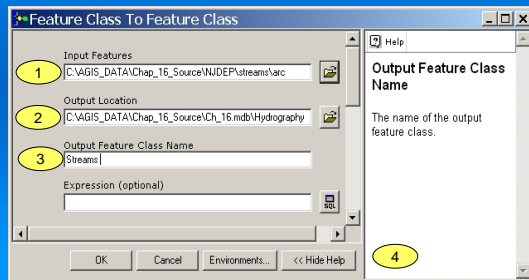 Feature Class To Feature Class
Input Features
1
C:\AGIS_DATA\Chap_16_Source\NJDEP\streams\arc
Output Location
2
C:\AGIS_DATA\Chap_16_Source\Ch_16.mdb\Hydrography
Output Feature Class Name
3
Streams
Expression (optional)
SQL
OK
Cancel
Environments...
<< Hide Help
Help
Output Feature Class
Name
The name of the output
feature class.
4